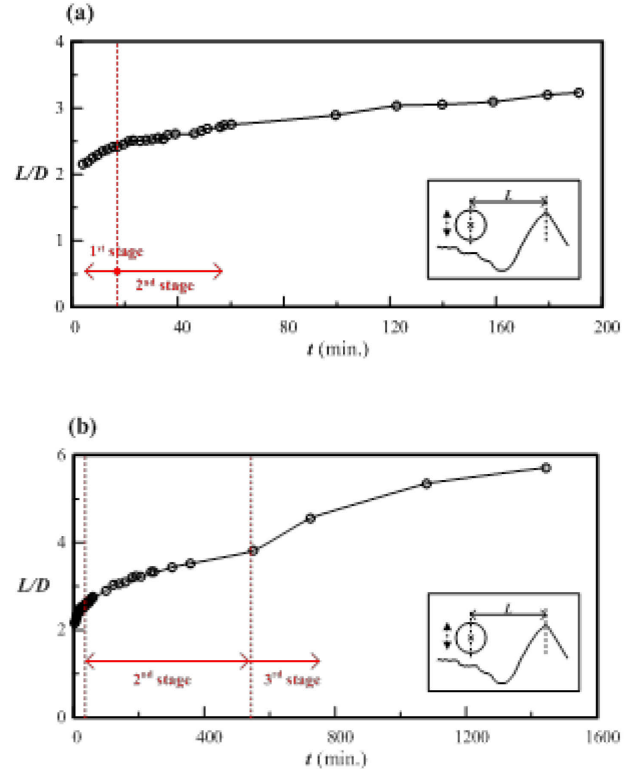 (a)
4
3
2
1
0
L/D
L
1st stage
2nd stage
0 40 80 120 160 200
t (min.)
(b)
6
4
2
0
L/D
L
2nd stage 3rd stage
0 400 800 1200 1600
t (min.)